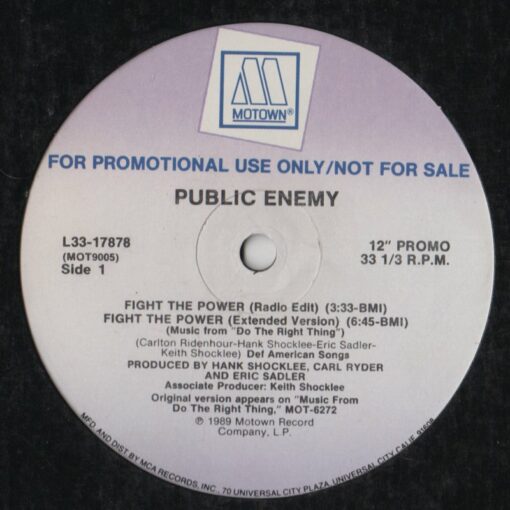 MOTOWN®
FOR PROMOTIONAL USE ONLY/NOT FOR SALE
PUBLIC ENEMY
L33-17878
(MOT9005)
Side 1
12" PROMO
33 1/3 R.P.M.
FIGHT THE POWER (Radio Edit) (3:33-BMI)
FIGHT THE POWER (Extended Version) (6:45-BMI)
(Music from "Do The Right Thing")
(Carlton Ridenhour-Hank Shocklee-Eric Sadler-
Keith Shocklee) Def American Songs
PRODUCED BY HANK SHOCKLEE, CARL RYDER
AND ERIC SADLER
Associate Producer: Keith Shocklee
Original version appears on "Music From
Do The Right Thing," MOT-6272
℗ 1989 Motown Record
Company, L.P.
MFD. AND DIST. BY MCA RECORDS, INC., 70 UNIVERSAL CITY PLAZA, UNIVERSAL CITY, CALIF. 91608